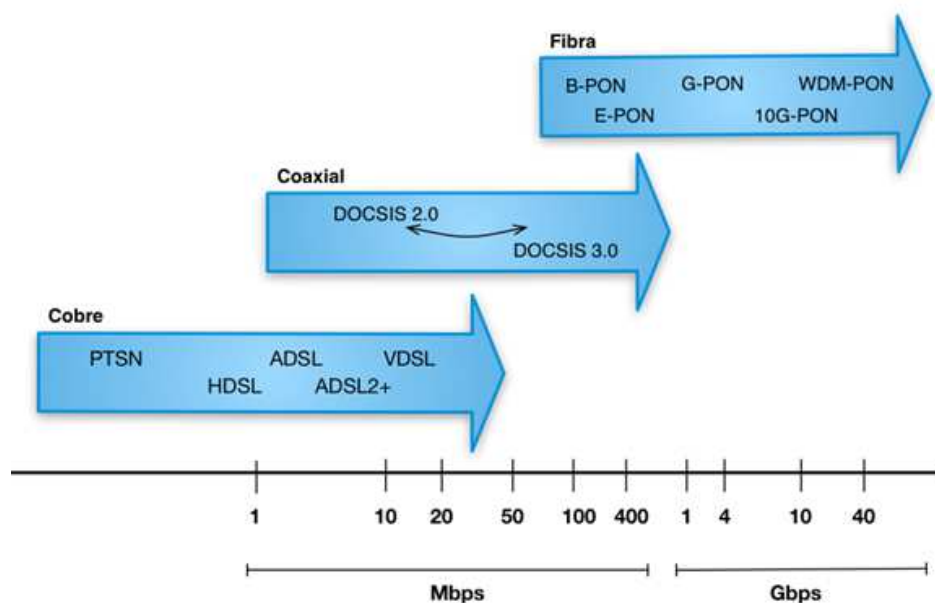 Fibra
B-PON G-PON WDM-PON
E-PON 10G-PON
Coaxial
DOCSIS 2.0
DOCSIS 3.0
Cobre
PTSN ADSL VDSL
HDSL ADSL2+
1 10 20 50 100 400 1 4 10 40
Mbps Gbps